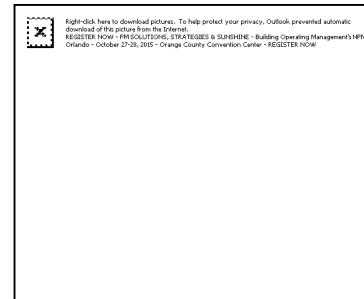 Right-click here to download pictures. To help protect your privacy, Outlook prevented automatic
download of this picture from the Internet.
REGISTER NOW - FM SOLUTIONS, STRATEGIES & SUNSHINE - Building Operating Management's NFM
Orlando - October 27-28, 2015 - Orange County Convention Center - REGISTER NOW